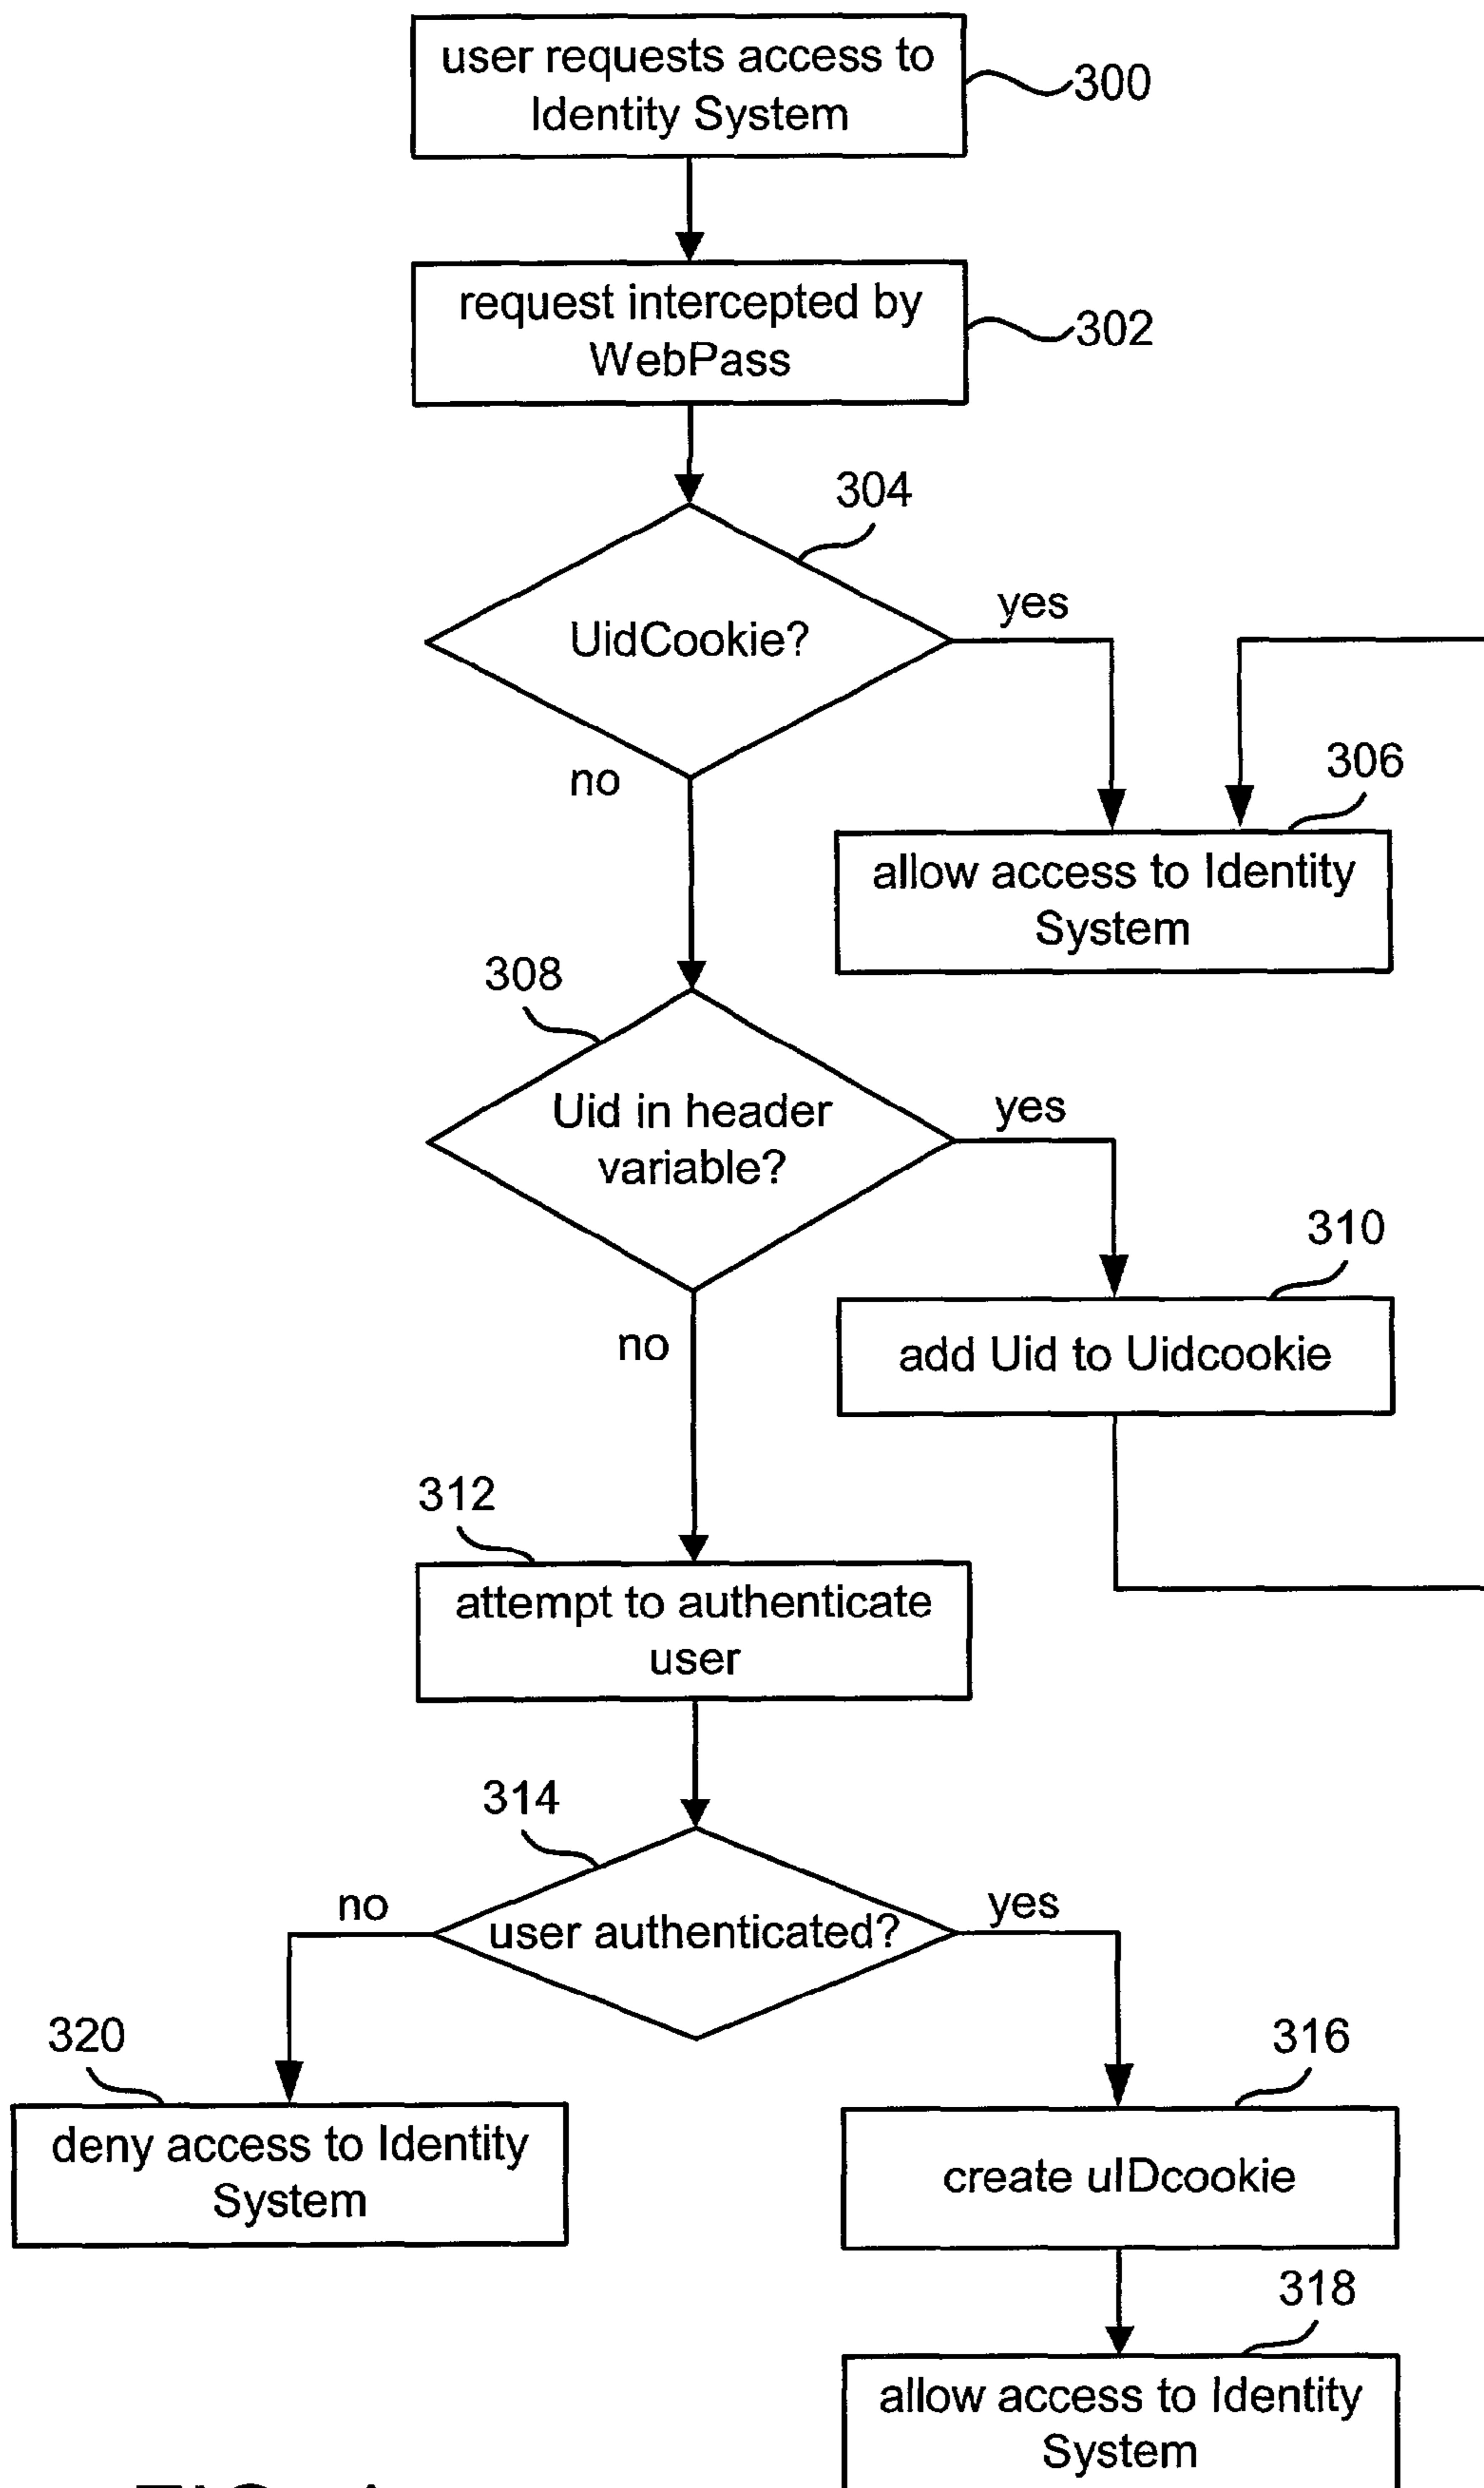 user requests access to
Identity System
300
request intercepted by
WebPass
302
304
UidCookie?
yes
no
306
allow access to Identity
System
308
Uid in header
variable?
yes
310
add Uid to Uidcookie
no
312
attempt to authenticate
user
314
user authenticated?
no
yes
320
deny access to Identity
System
316
create uIDcookie
318
allow access to Identity
System